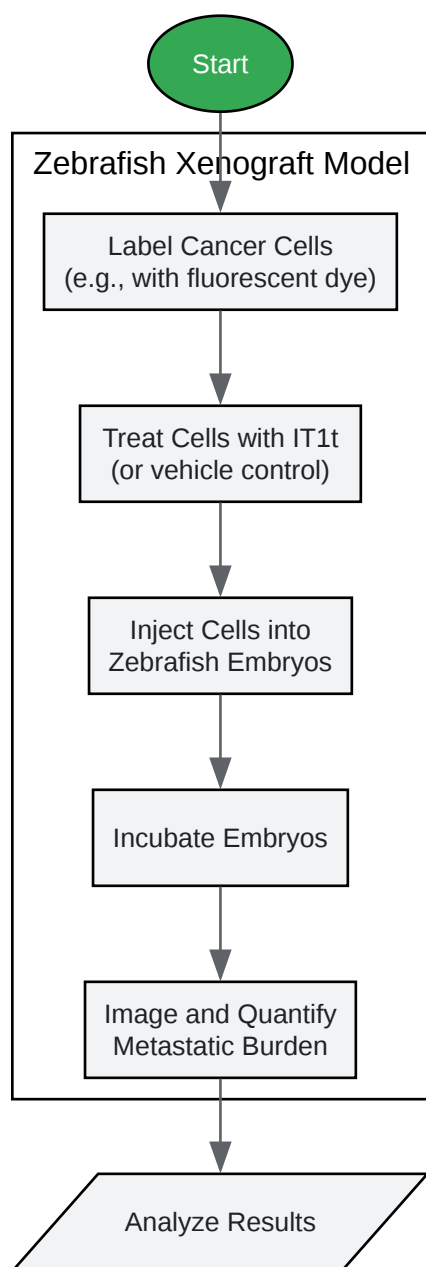 Start
Zebrafish Xenograft Model
Label Cancer Cells
(e.g., with fluorescent dye)
Treat Cells with IT1t
(or vehicle control)
Inject Cells into
Zebrafish Embryos
Incubate Embryos
Image and Quantify
Metastatic Burden
Analyze Results